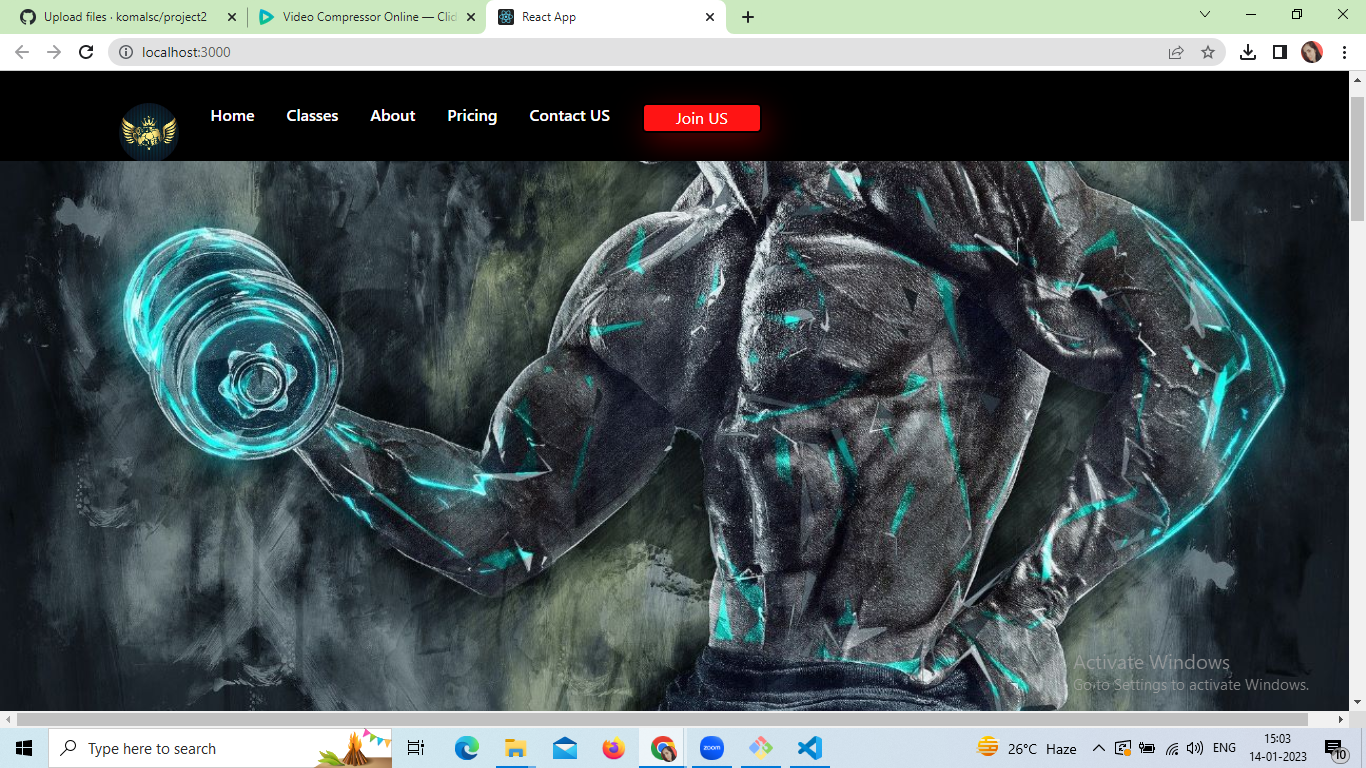 Upload files · komalsc/project2
Video Compressor Online — Clid
React App
localhost:3000
Home Classes About Pricing Contact US Join US
Activate Windows
Go to Settings to activate Windows.
Type here to search
zoom
26°C Haze
ENG
15:03
14-01-2023
10